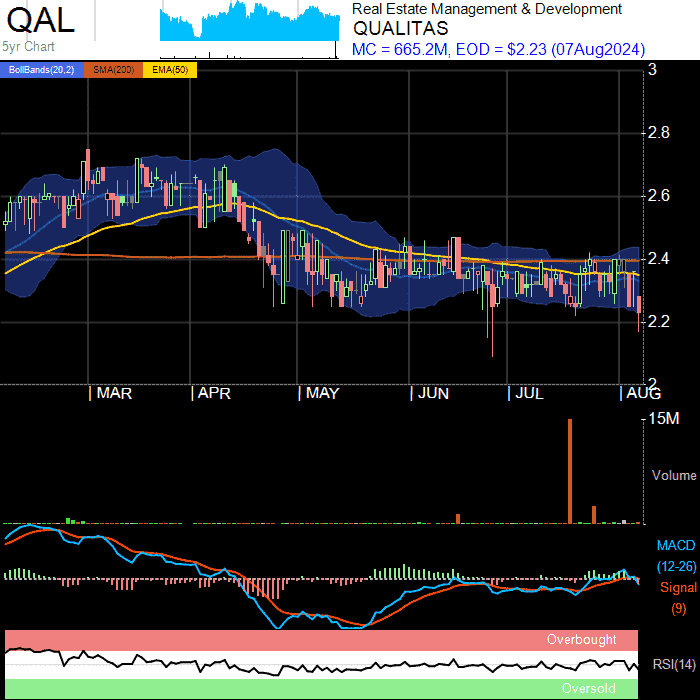 QAL
5yr Chart
Real Estate Management & Development
QUALITAS
MC = 665.2M, EOD = $2.23 (07Aug2024)
BollBands(20,2) SMA(200) EMA(50)
3
2.8
2.6
2.4
2.2
2
| MAR | APR | MAY | JUN | JUL | AUG
15M
Volume
MACD
(12-26)
Signal
(9)
Overbought
RSI(14)
Oversold